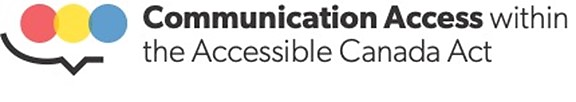 Communication Access within
the Accessible Canada Act